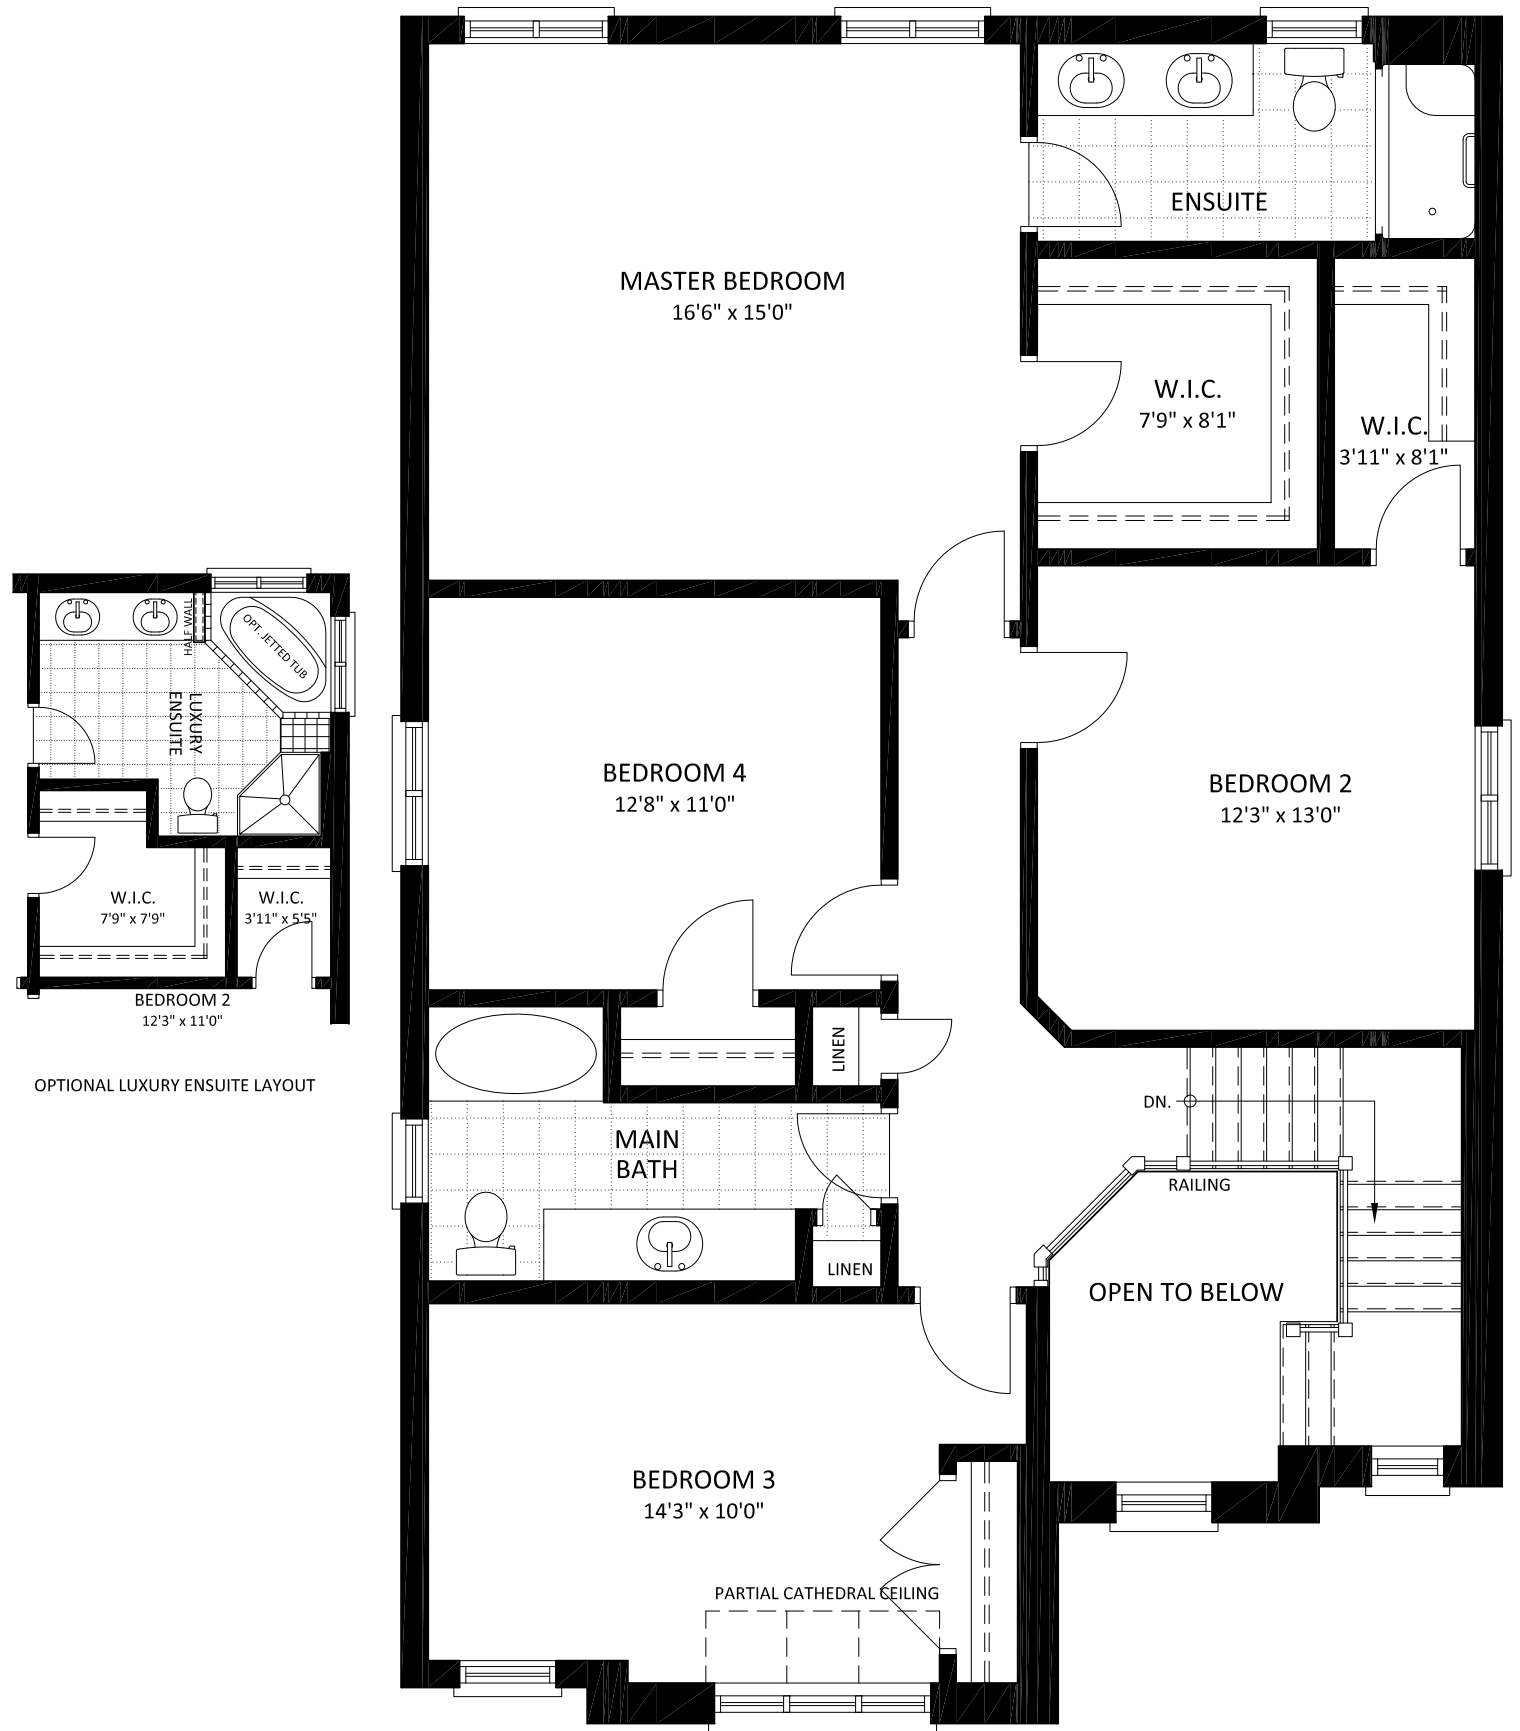 ENSUITE
MASTER BEDROOM
16'6" x 15'0"
W.I.C.
7'9" x 8'1"
W.I.C.
3'11" x 8'1"
HALF WALL
OPT. JETTED TUB
LUXURY
ENSUITE
W.I.C.
7'9" x 7'9"
W.I.C.
3'11" x 5'5"
BEDROOM 2
12'3" x 11'0"
OPTIONAL LUXURY ENSUITE LAYOUT
BEDROOM 4
12'8" x 11'0"
BEDROOM 2
12'3" x 13'0"
LINEN
MAIN
BATH
DN.
RAILING
LINEN
OPEN TO BELOW
BEDROOM 3
14'3" x 10'0"
PARTIAL CATHEDRAL CEILING